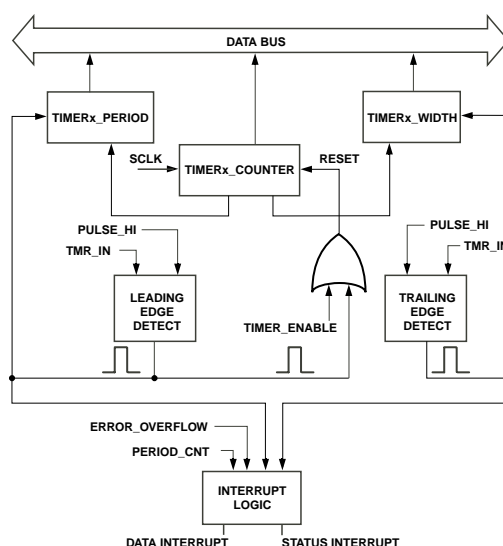 DATA BUS
TIMERx_PERIOD
TIMERx_WIDTH
SCLK
TIMERx_COUNTER
RESET
PULSE_HI
TMR_IN
LEADING
EDGE
DETECT
TIMER_ENABLE
PULSE_HI
TMR_IN
TRAILING
EDGE
DETECT
ERROR_OVERFLOW
PERIOD_CNT
INTERRUPT
LOGIC
DATA INTERRUPT
STATUS INTERRUPT